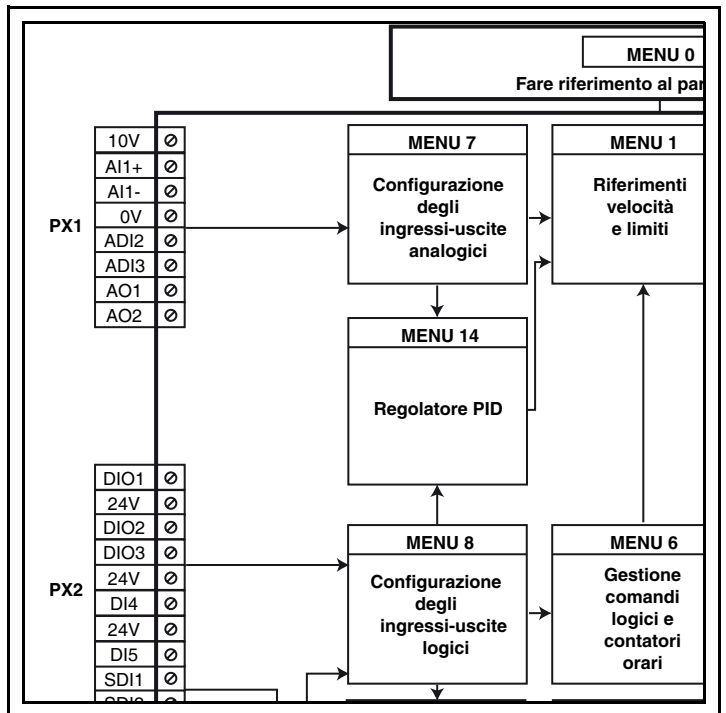 MENU 0
Fare riferimento al par
PX1
10V
AI1+
AI1-
0V
ADI2
ADI3
AO1
AO2
MENU 7
Configurazione
degli
ingressi-uscite
analogici
MENU 1
Riferimenti
velocità
e limiti
MENU 14
Regolatore PID
PX2
DIO1
24V
DIO2
DIO3
24V
DI4
24V
DI5
SDI1
MENU 8
Configurazione
degli
ingressi-uscite
logici
MENU 6
Gestione
comandi
logici e
contatori
orari